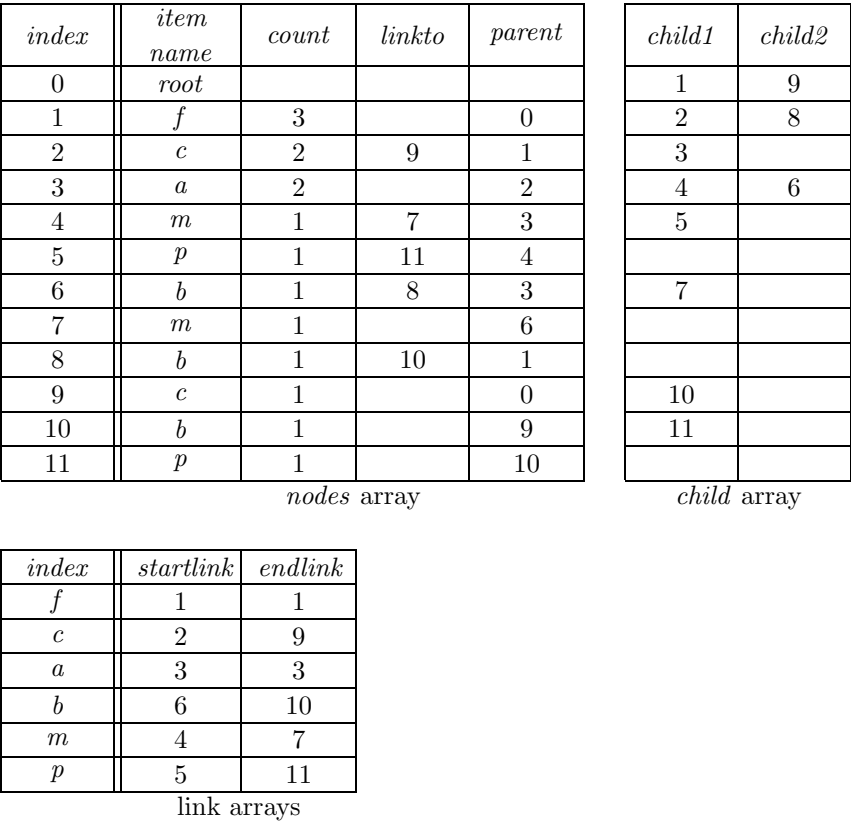 index item name count linkto parent child1 child2
0 root 1 9
1 f 3 0 2 8
2 c 2 9 1 3
3 a 2 2 4 6
4 m 1 7 3 5
5 p 1 11 4
6 b 1 8 3 7
7 m 1 6
8 b 1 10 1
9 c 1 0 10
10 b 1 9 11
11 p 1 10
nodes array child array
index startlink endlink
f 1 1
c 2 9
a 3 3
b 6 10
m 4 7
p 5 11
link arrays